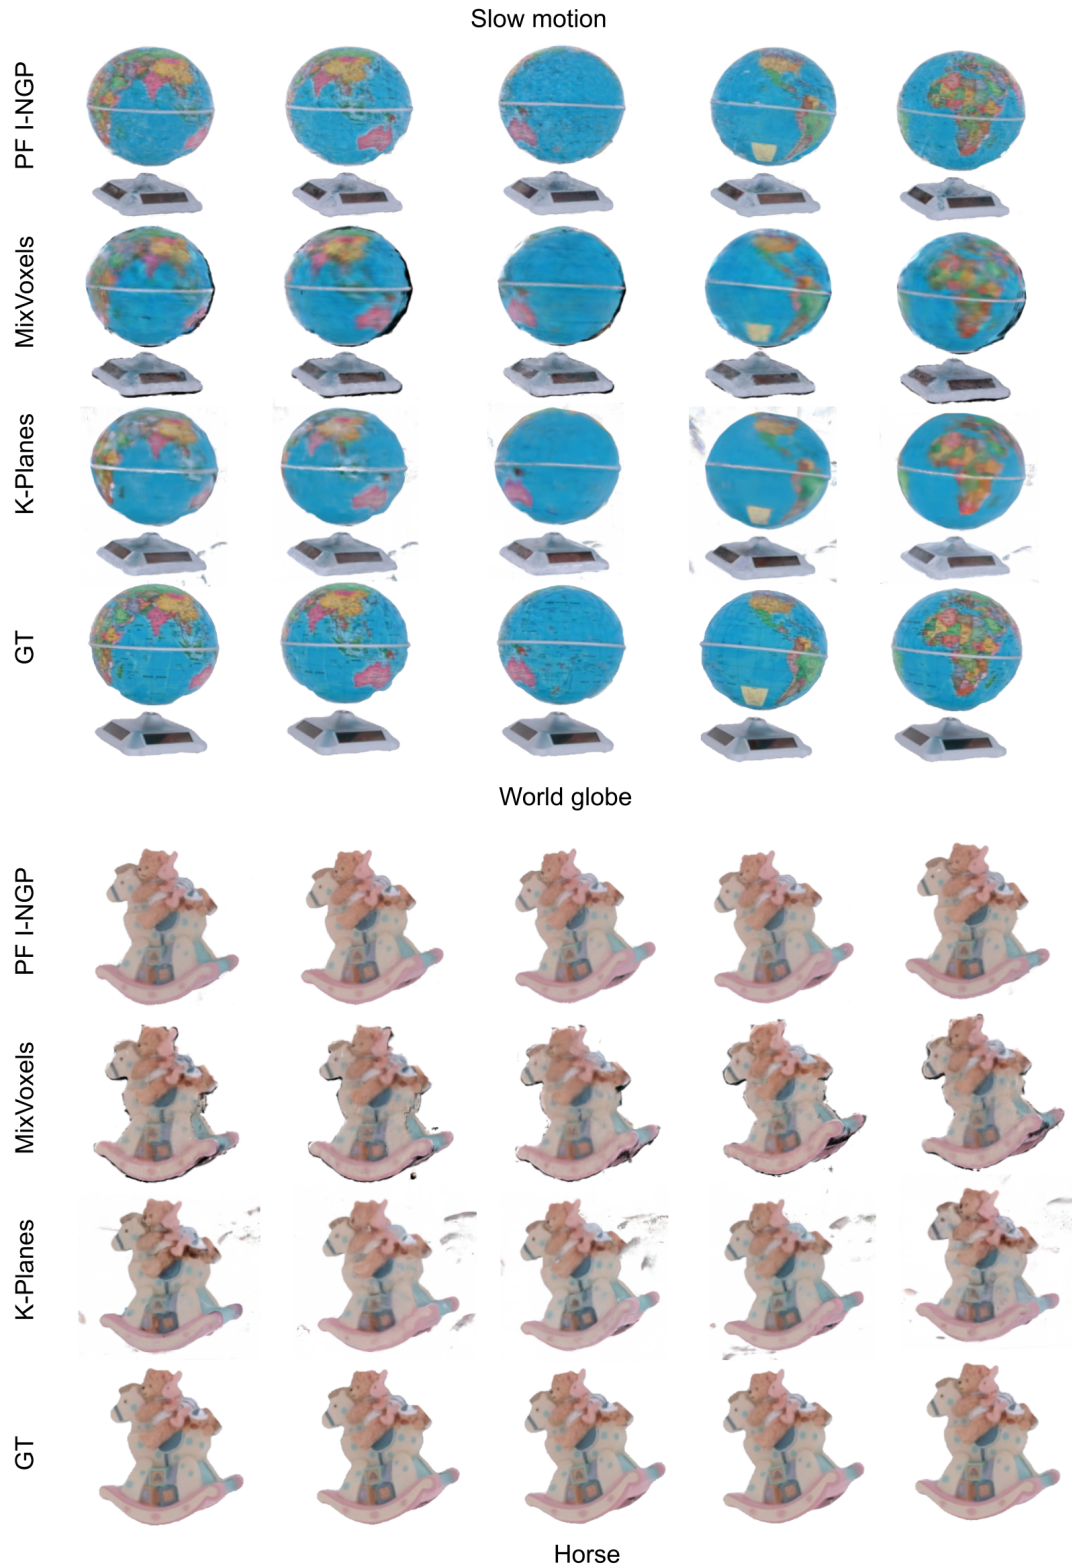 Slow motion
PF I-NGP
MixVoxels
K-Planes
GT
World globe
PF I-NGP
MixVoxels
K-Planes
GT
Horse